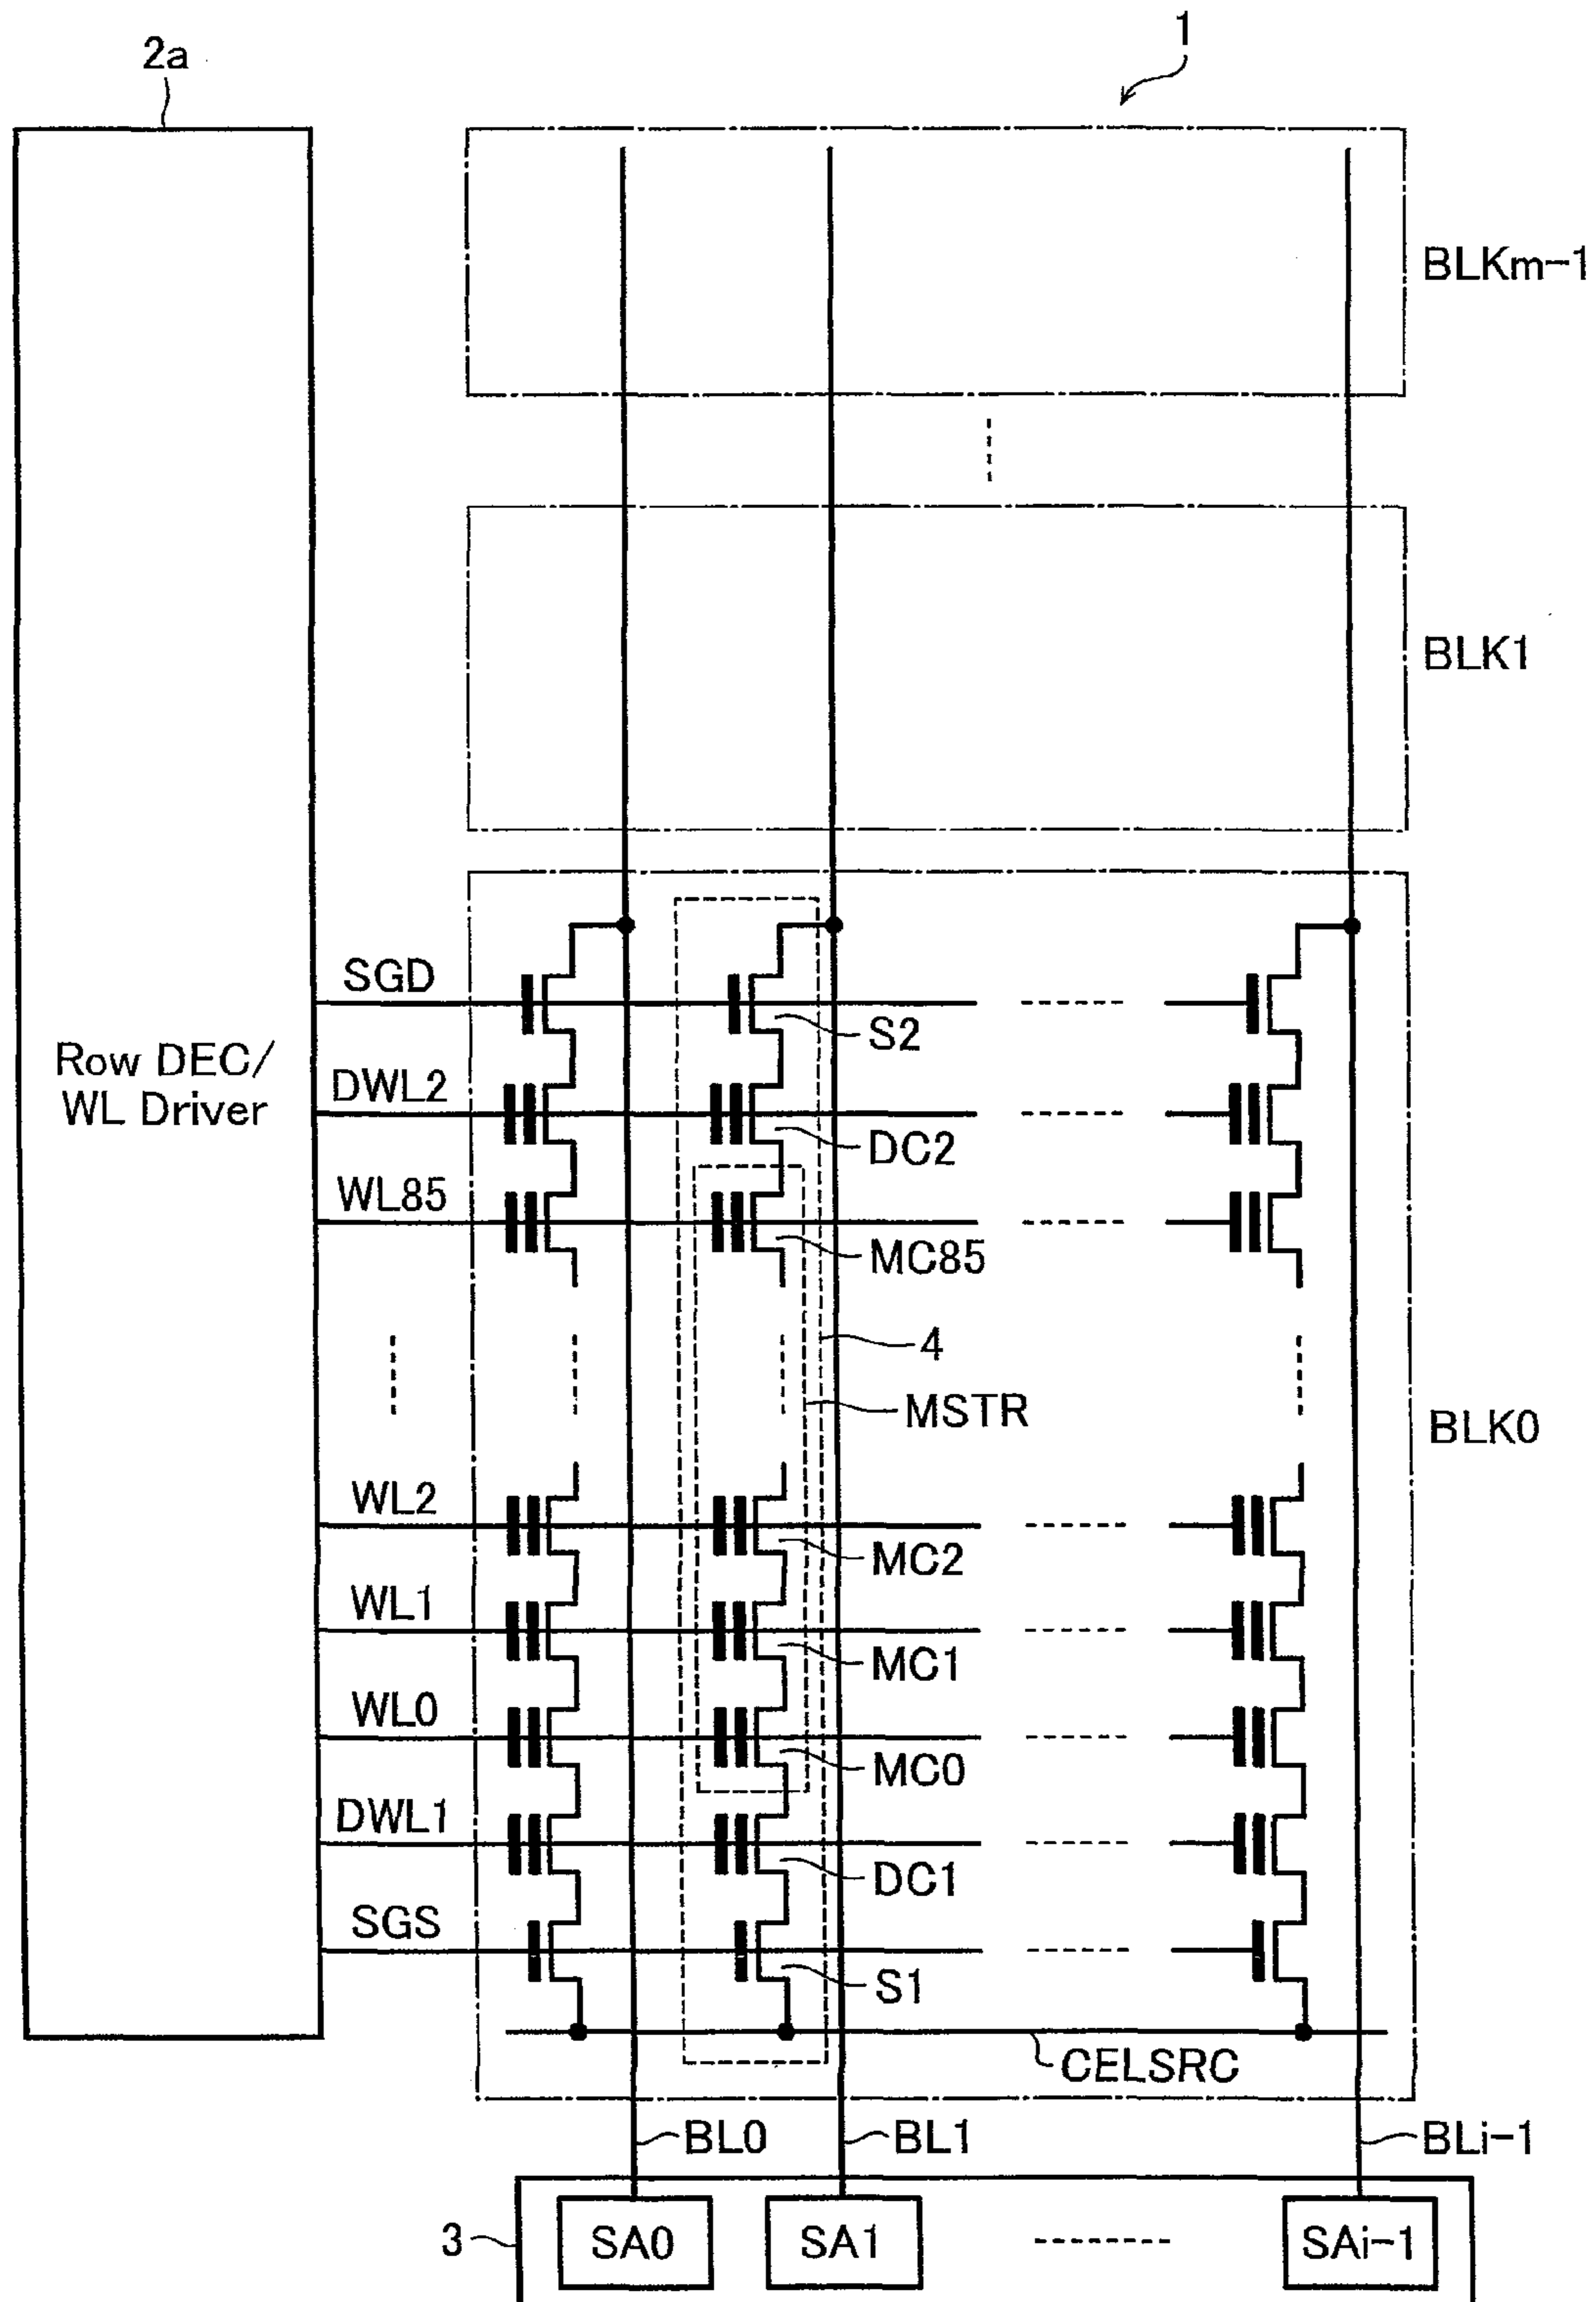 1
2a
BLKm-1
BLK1
SGD
S2
Row DEC/
WL Driver
DWL2
DC2
WL85
MC85
4
MSTR
BLK0
WL2
MC2
WL1
MC1
WL0
MC0
DWL1
DC1
SGS
S1
CELSRC
BL0
BL1
BLi-1
3
SA0
SA1
SAi-1